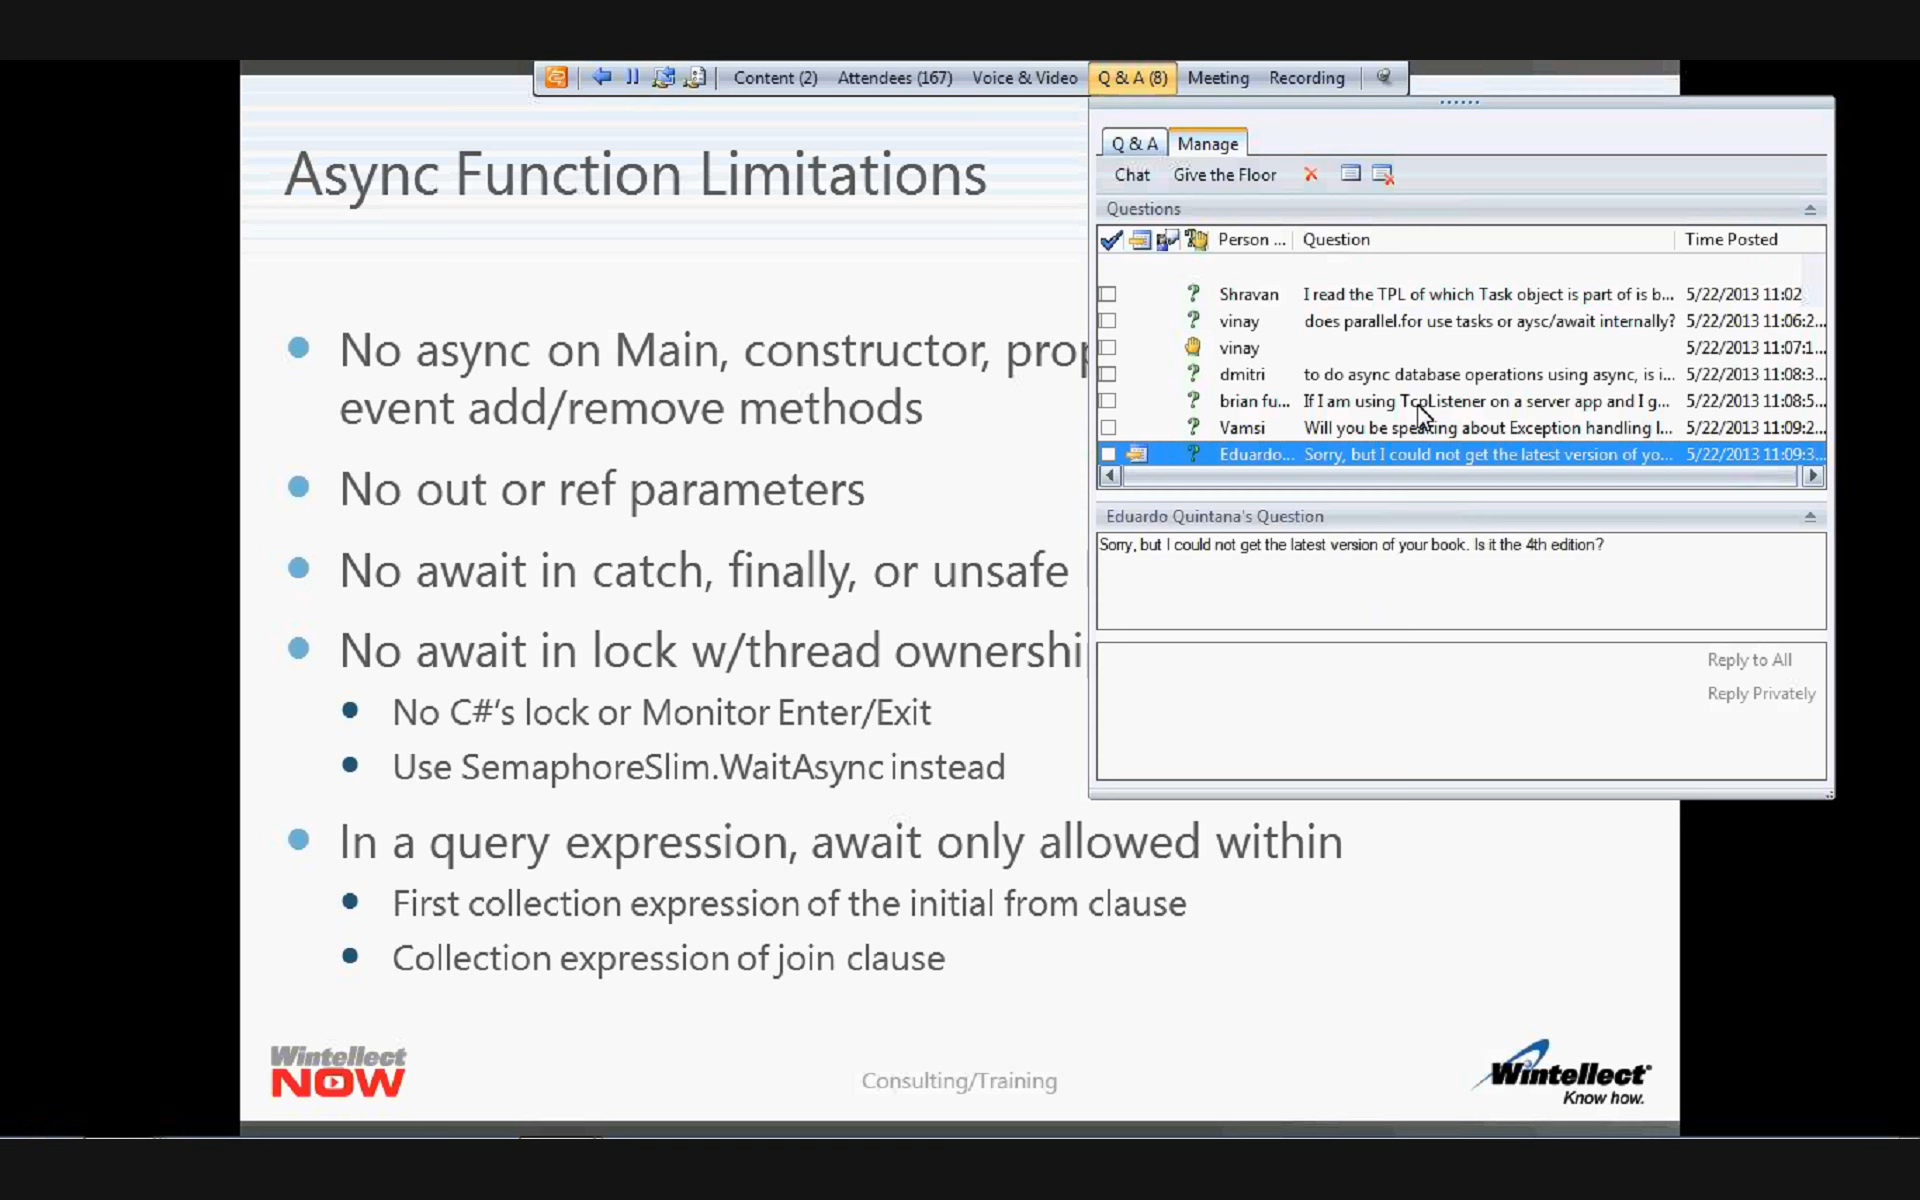 Content (2) Attendees (167) Voice & Video Q & A (8) Meeting Recording
Async Function Limitations
No async on Main, constructor, prop
event add/remove methods
No out or ref parameters
No await in catch, finally, or unsafe
No await in lock w/thread ownershi
No C#'s lock or Monitor Enter/Exit
Use SemaphoreSlim.WaitAsync instead
In a query expression, await only allowed within
First collection expression of the initial from clause
Collection expression of join clause
Q & A Manage
Chat Give the Floor
Questions
Person ... Question Time Posted
Shravan I read the TPL of which Task object is part of is b... 5/22/2013 11:02
vinay does parallel.for use tasks or aysc/await internally? 5/22/2013 11:06:2...
vinay 5/22/2013 11:07:1...
dmitri to do async database operations using async, is i... 5/22/2013 11:08:3...
brian fu... If I am using TcpListener on a server app and I g... 5/22/2013 11:08:5...
Vamsi Will you be speaking about Exception handling I... 5/22/2013 11:09:2...
Eduardo... Sorry, but I could not get the latest version of yo... 5/22/2013 11:09:3...
Eduardo Quintana's Question
Sorry, but I could not get the latest version of your book. Is it the 4th edition?
Reply to All
Reply Privately
Wintellect
NOW
Consulting/Training
Wintellect
Know how.